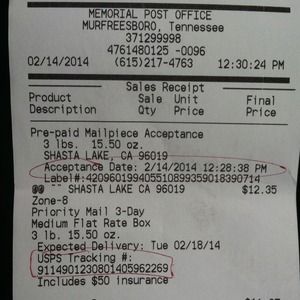 MEMORIAL POST OFFICE
MURFREESBORO, Tennessee
371299998
4761480125 -0096
02/14/2014 (615)217-4763 12:30:24 PM
Sales Receipt
Product Sale Unit Final
Description Qty Price Price
Pre-paid Mailpiece Acceptance
3 lbs. 15.50 oz.
SHASTA LAKE, CA 96019
Acceptance Date: 2/14/2014 12:28:38 PM
Label#:420960199405510899359018390714
@@ ~~ SHASTA LAKE CA 96019 $12.35
Zone-8
Priority Mail 3-Day
Medium Flat Rate Box
3 lb. 15.50 oz.
Expected Delivery: Tue 02/18/14
USPS Tracking #:
9114901230801405962269
Includes $50 insurance